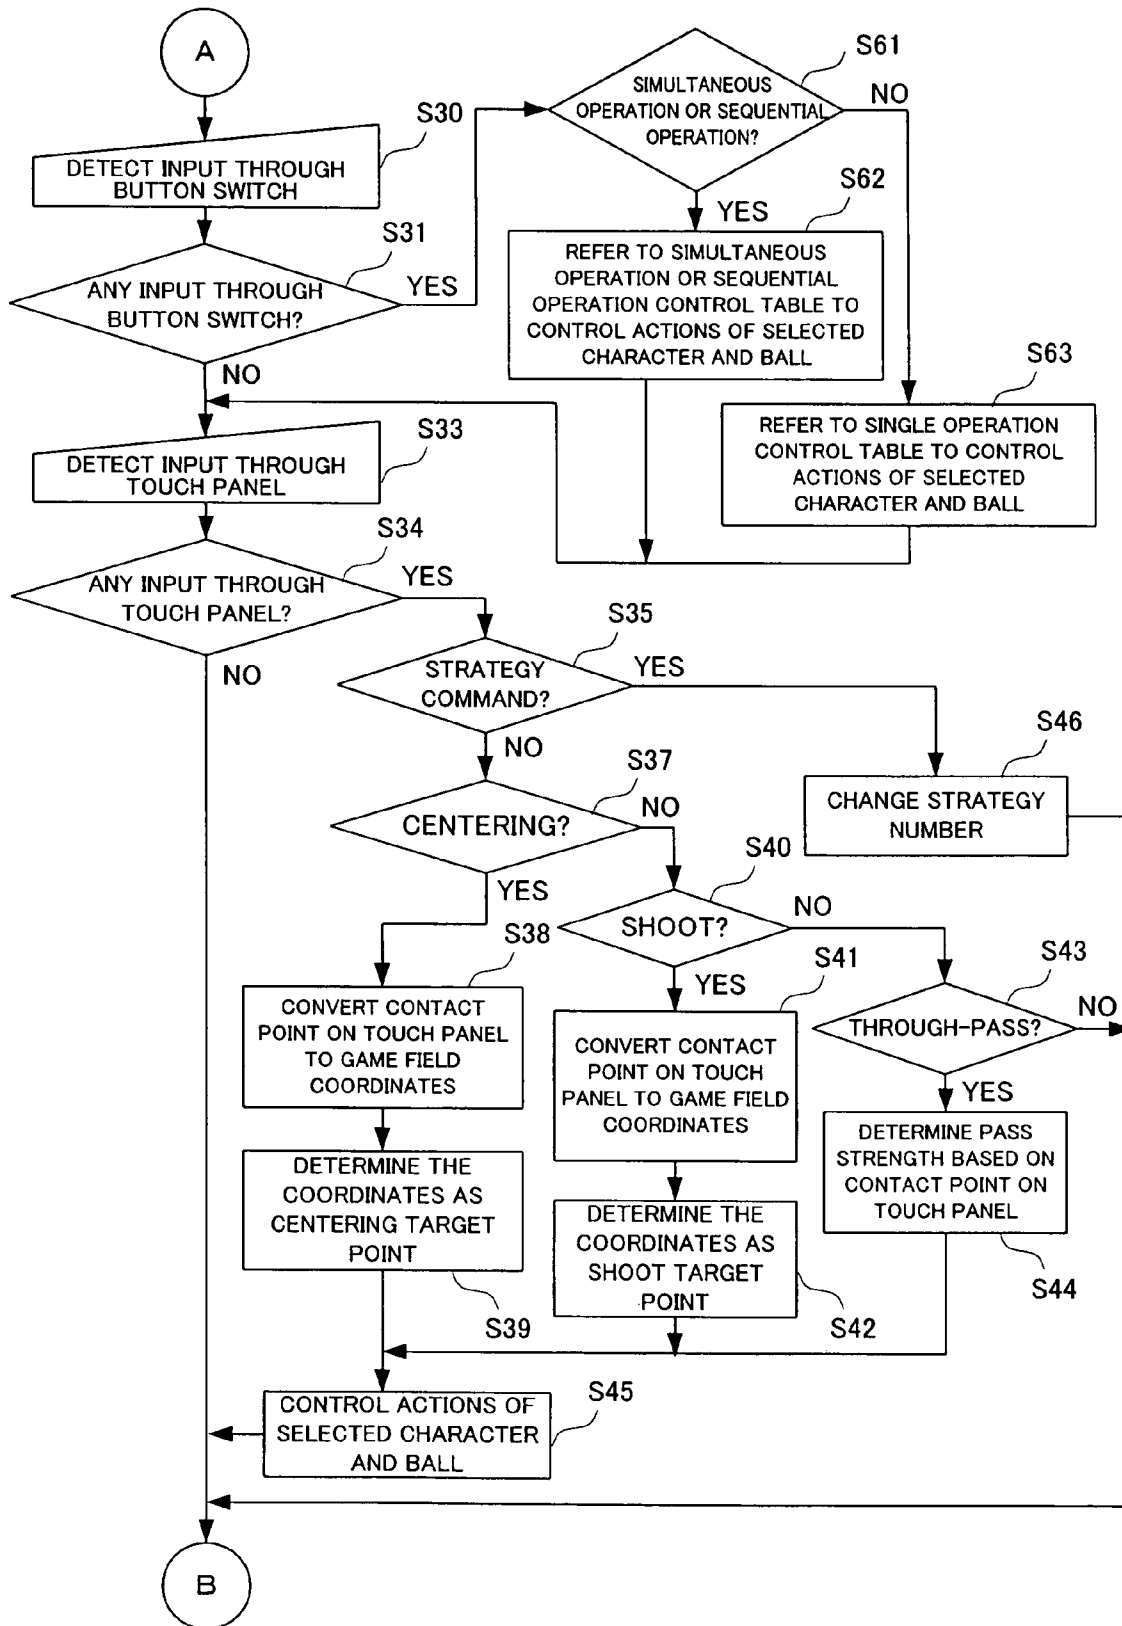 A
S30
DETECT INPUT THROUGH
BUTTON SWITCH
S31
ANY INPUT THROUGH
BUTTON SWITCH?
YES
NO
S61
SIMULTANEOUS
OPERATION OR SEQUENTIAL
OPERATION?
NO
YES
S62
REFER TO SIMULTANEOUS
OPERATION OR SEQUENTIAL
OPERATION CONTROL TABLE TO
CONTROL ACTIONS OF SELECTED
CHARACTER AND BALL
S63
REFER TO SINGLE OPERATION
CONTROL TABLE TO CONTROL
ACTIONS OF SELECTED
CHARACTER AND BALL
S33
DETECT INPUT THROUGH
TOUCH PANEL
S34
ANY INPUT THROUGH
TOUCH PANEL?
YES
NO
S35
STRATEGY
COMMAND?
YES
NO
S46
CHANGE STRATEGY
NUMBER
S37
CENTERING?
NO
YES
S40
SHOOT?
NO
YES
S38
CONVERT CONTACT
POINT ON TOUCH PANEL
TO GAME FIELD
COORDINATES
S41
CONVERT CONTACT
POINT ON TOUCH
PANEL TO GAME FIELD
COORDINATES
S43
THROUGH-PASS?
NO
YES
DETERMINE PASS
STRENGTH BASED ON
CONTACT POINT ON
TOUCH PANEL
S44
DETERMINE THE
COORDINATES AS
CENTERING TARGET
POINT
S39
DETERMINE THE
COORDINATES AS
SHOOT TARGET
POINT
S42
S45
CONTROL ACTIONS OF
SELECTED CHARACTER
AND BALL
B